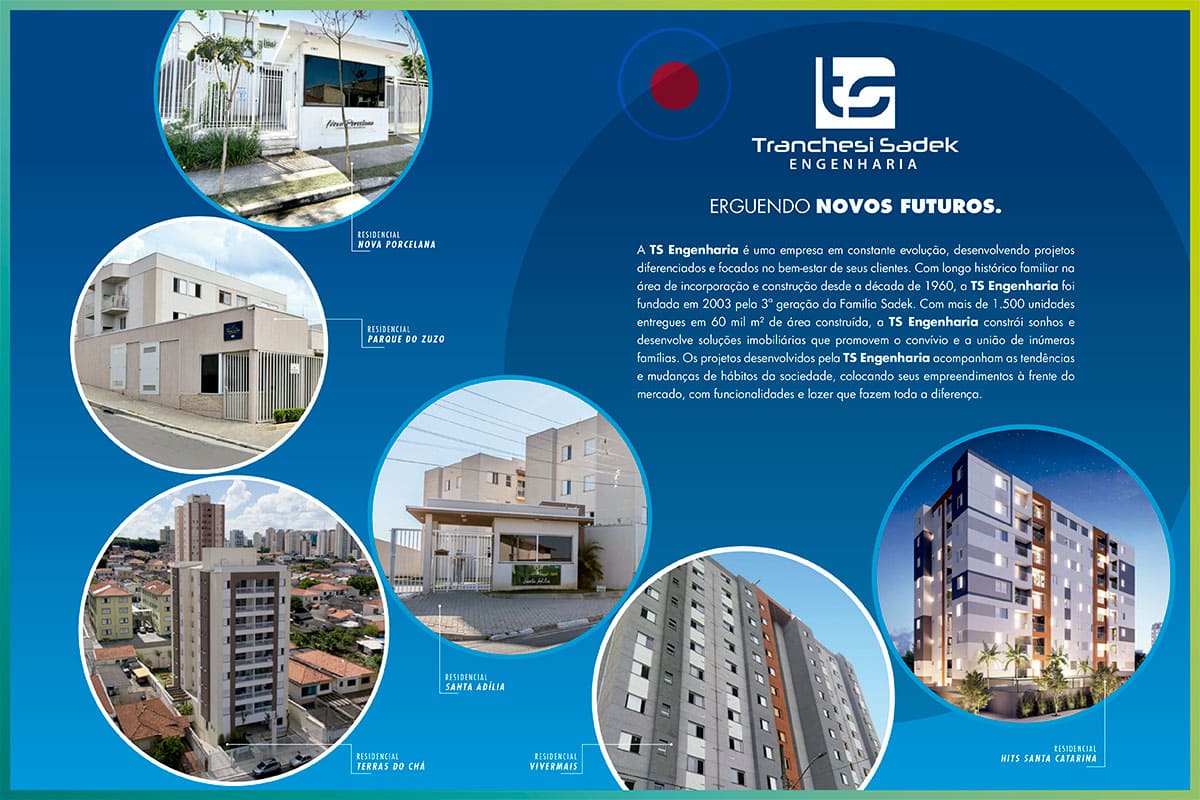 ts
Tranchesi Sadek
ENGENHARIA
ERGUENDO NOVOS FUTUROS.
A TS Engenharia é uma empresa em constante evolução, desenvolvendo projetos
diferenciados e focados no bem-estar de seus clientes. Com longo histórico familiar na
área de incorporação e construção desde a década de 1960, a TS Engenharia foi
fundada em 2003 pela 3ª geração da Família Sadek. Com mais de 1.500 unidades
entregues em 60 mil m² de área construída, a TS Engenharia constrói sonhos e
desenvolve soluções imobiliárias que promovem o convívio e a união de inúmeras
famílias. Os projetos desenvolvidos pela TS Engenharia acompanham as tendências
e mudanças de hábitos da sociedade, colocando seus empreendimentos à frente do
mercado, com funcionalidades e lazer que fazem toda a diferença.
Nova Porcelana
RESIDENCIAL
NOVA PORCELANA
RESIDENCIAL
PARQUE DO ZUZO
Santa Adília
RESIDENCIAL
SANTA ADÍLIA
RESIDENCIAL
TERRAS DO CHÁ
RESIDENCIAL
VIVERMAIS
RESIDENCIAL
HITS SANTA CATARINA